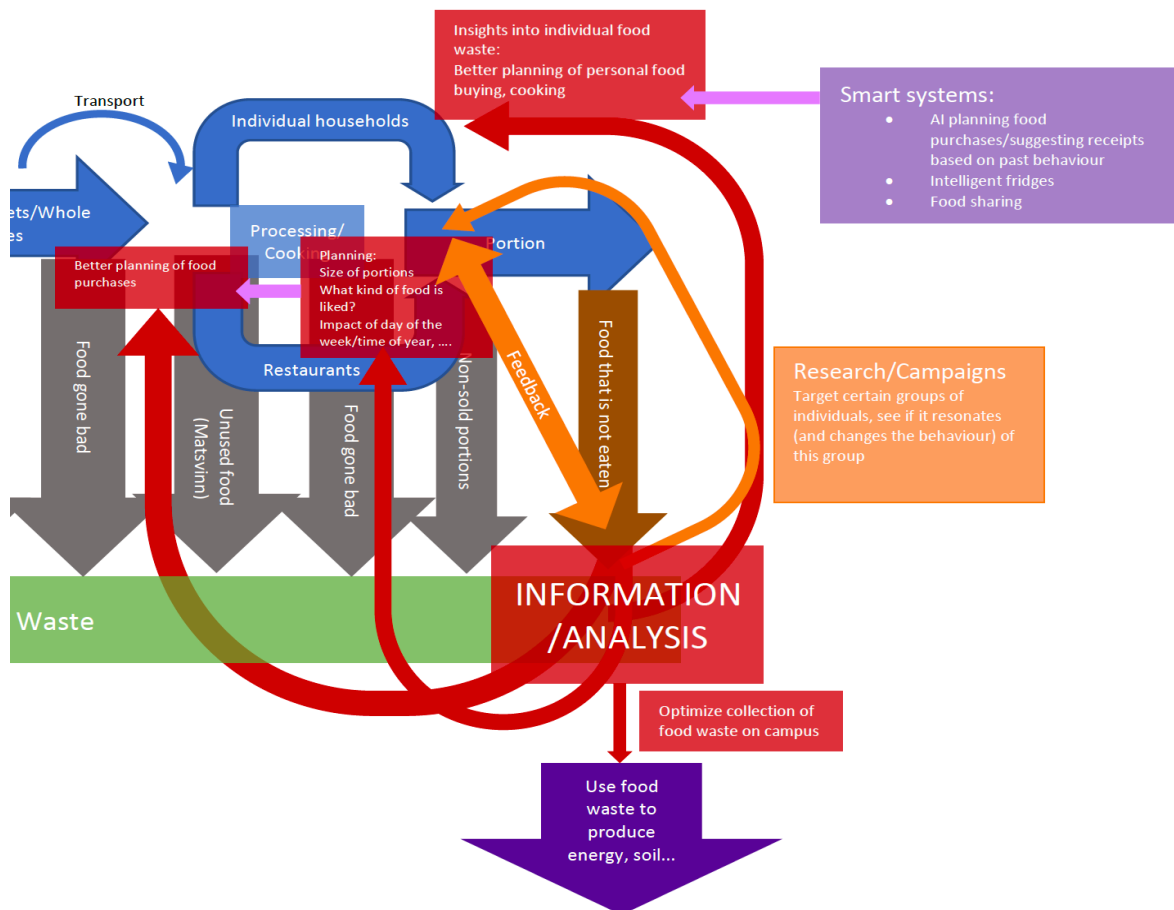 Insights into individual food
waste:
Better planning of personal food
buying, cooking
Smart systems:
AI planning food
purchases/suggesting receipts
based on past behaviour
Intelligent fridges
Food sharing
Transport
Individual households
ets/Whole
es
Processing/
Cooking
Portion
Better planning of food
purchases
Planning:
Size of portions
What kind of food is
liked?
Impact of day of the
week/time of year, ....
Restaurants
Food gone bad
Unused food
(Matsvinn)
Food gone bad
Non-sold portions
Feedback
Food that is not eaten
Research/Campaigns
Target certain groups of
individuals, see if it resonates
(and changes the behaviour) of
this group
Waste
INFORMATION
/ANALYSIS
Optimize collection of
food waste on campus
Use food
waste to
produce
energy, soil...